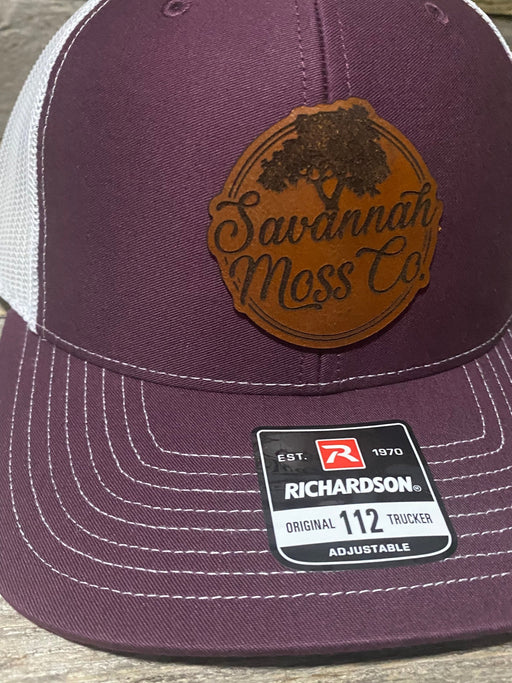 Savannah
Moss Co.
EST. R 1970
RICHARDSON®
ORIGINAL 112 TRUCKER
ADJUSTABLE